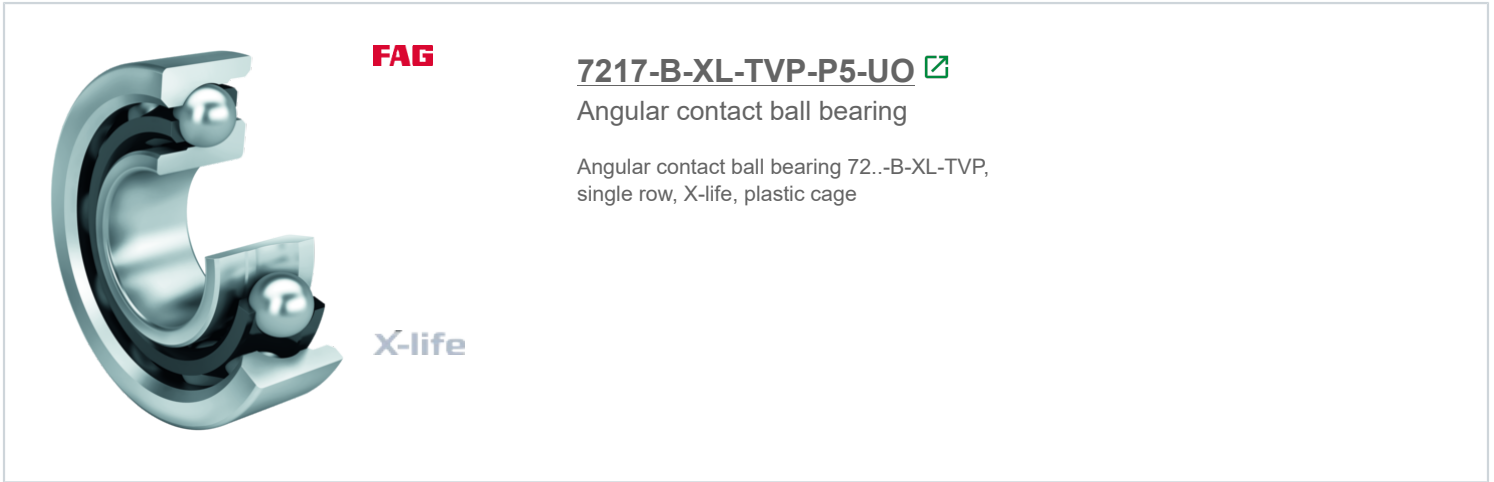 FAG
7217-B-XL-TVP-P5-UO
Angular contact ball bearing
Angular contact ball bearing 72..-B-XL-TVP,
single row, X-life, plastic cage
X-life